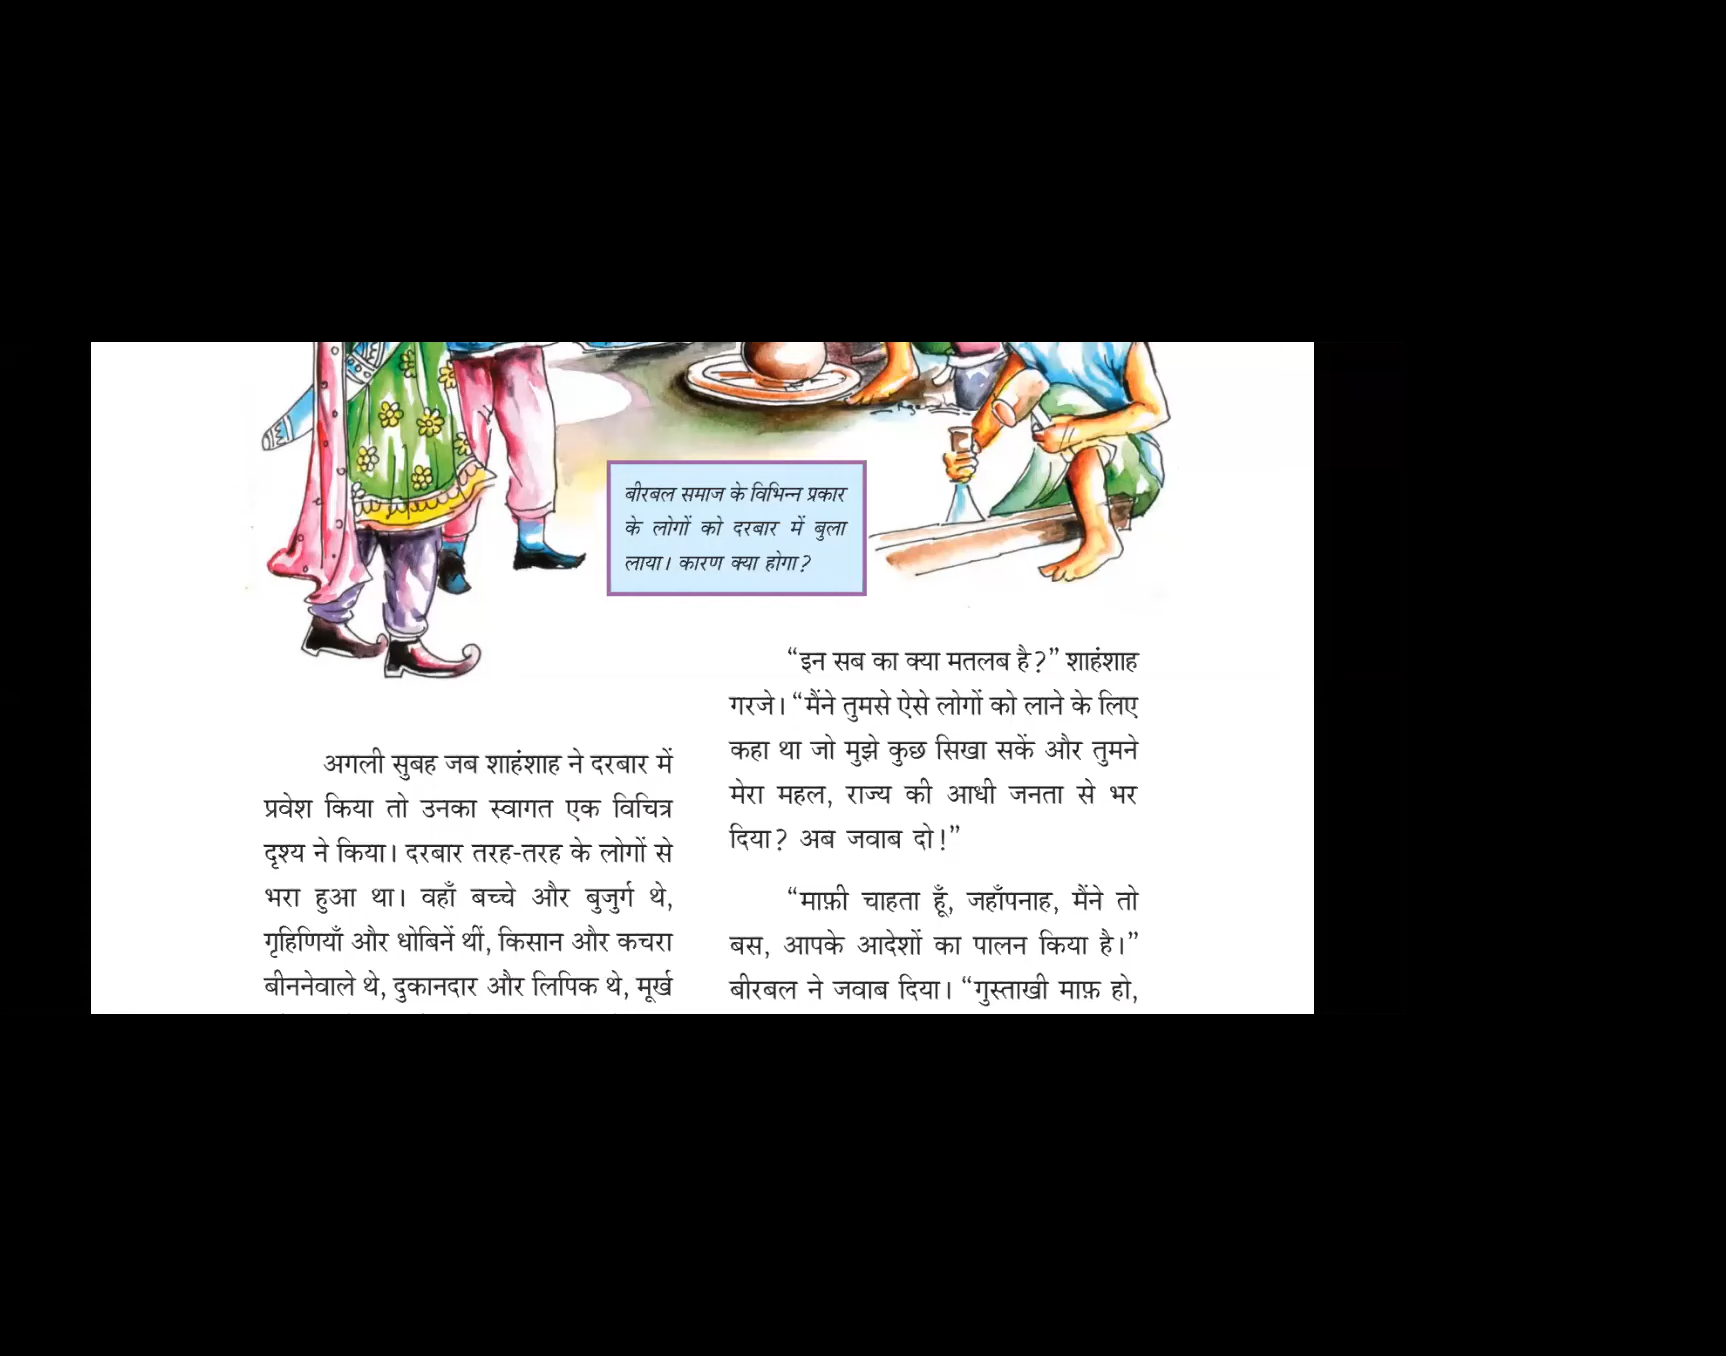 बीरबल समाज के विभिन्न प्रकार
के लोगों को दरबार में बुला
लाया। कारण क्या होगा?
अगली सुबह जब शाहंशाह ने दरबार में
प्रवेश किया तो उनका स्वागत एक विचित्र
दृश्य ने किया। दरबार तरह-तरह के लोगों से
भरा हुआ था। वहाँ बच्चे और बुज़ुर्ग थे,
गृहिणियाँ और धोबिनें थीं, किसान और कचरा
बीननेवाले थे, दुकानदार और लिपिक थे, मूर्ख
“इन सब का क्या मतलब है?” शाहंशाह
गरजे। “मैंने तुमसे ऐसे लोगों को लाने के लिए
कहा था जो मुझे कुछ सिखा सकें और तुमने
मेरा महल, राज्य की आधी जनता से भर
दिया? अब जवाब दो!”
“माफ़ी चाहता हूँ, जहाँपनाह, मैंने तो
बस, आपके आदेशों का पालन किया है।”
बीरबल ने जवाब दिया। “गुस्ताखी माफ़ हो,